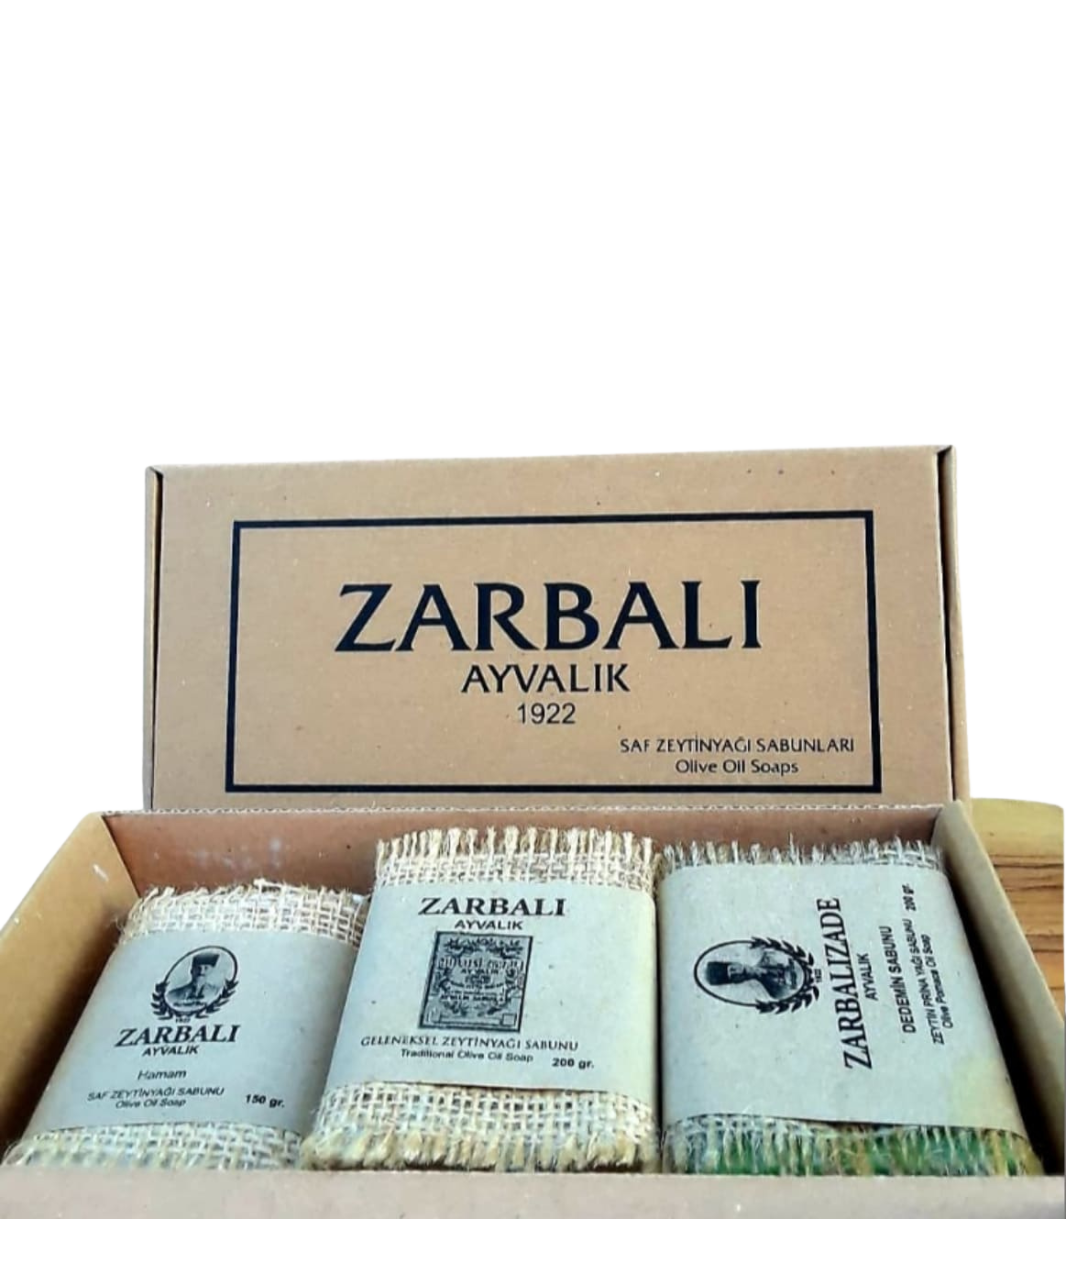 ZARBALI
AYVALIK
1922
SAF ZEYTİNYAĞI SABUNLARI
Olive Oil Soaps
1922
ZARBALI
AYVALIK
Hamam
SAF ZEYTİNYAĞI SABUNU
Olive Oil Soap
150 gr.
ZARBALI
AYVALIK
GELENEKSEL ZEYTİNYAĞI SABUNU
Traditional Olive Oil Soap
200 gr.
1922
ZARBALIZADE
AYVALIK
DEDEMİN SABUNU
ZEYTİN PRİNA YAĞI SABUNU
Olive Pomace Oil Soap
200 gr.